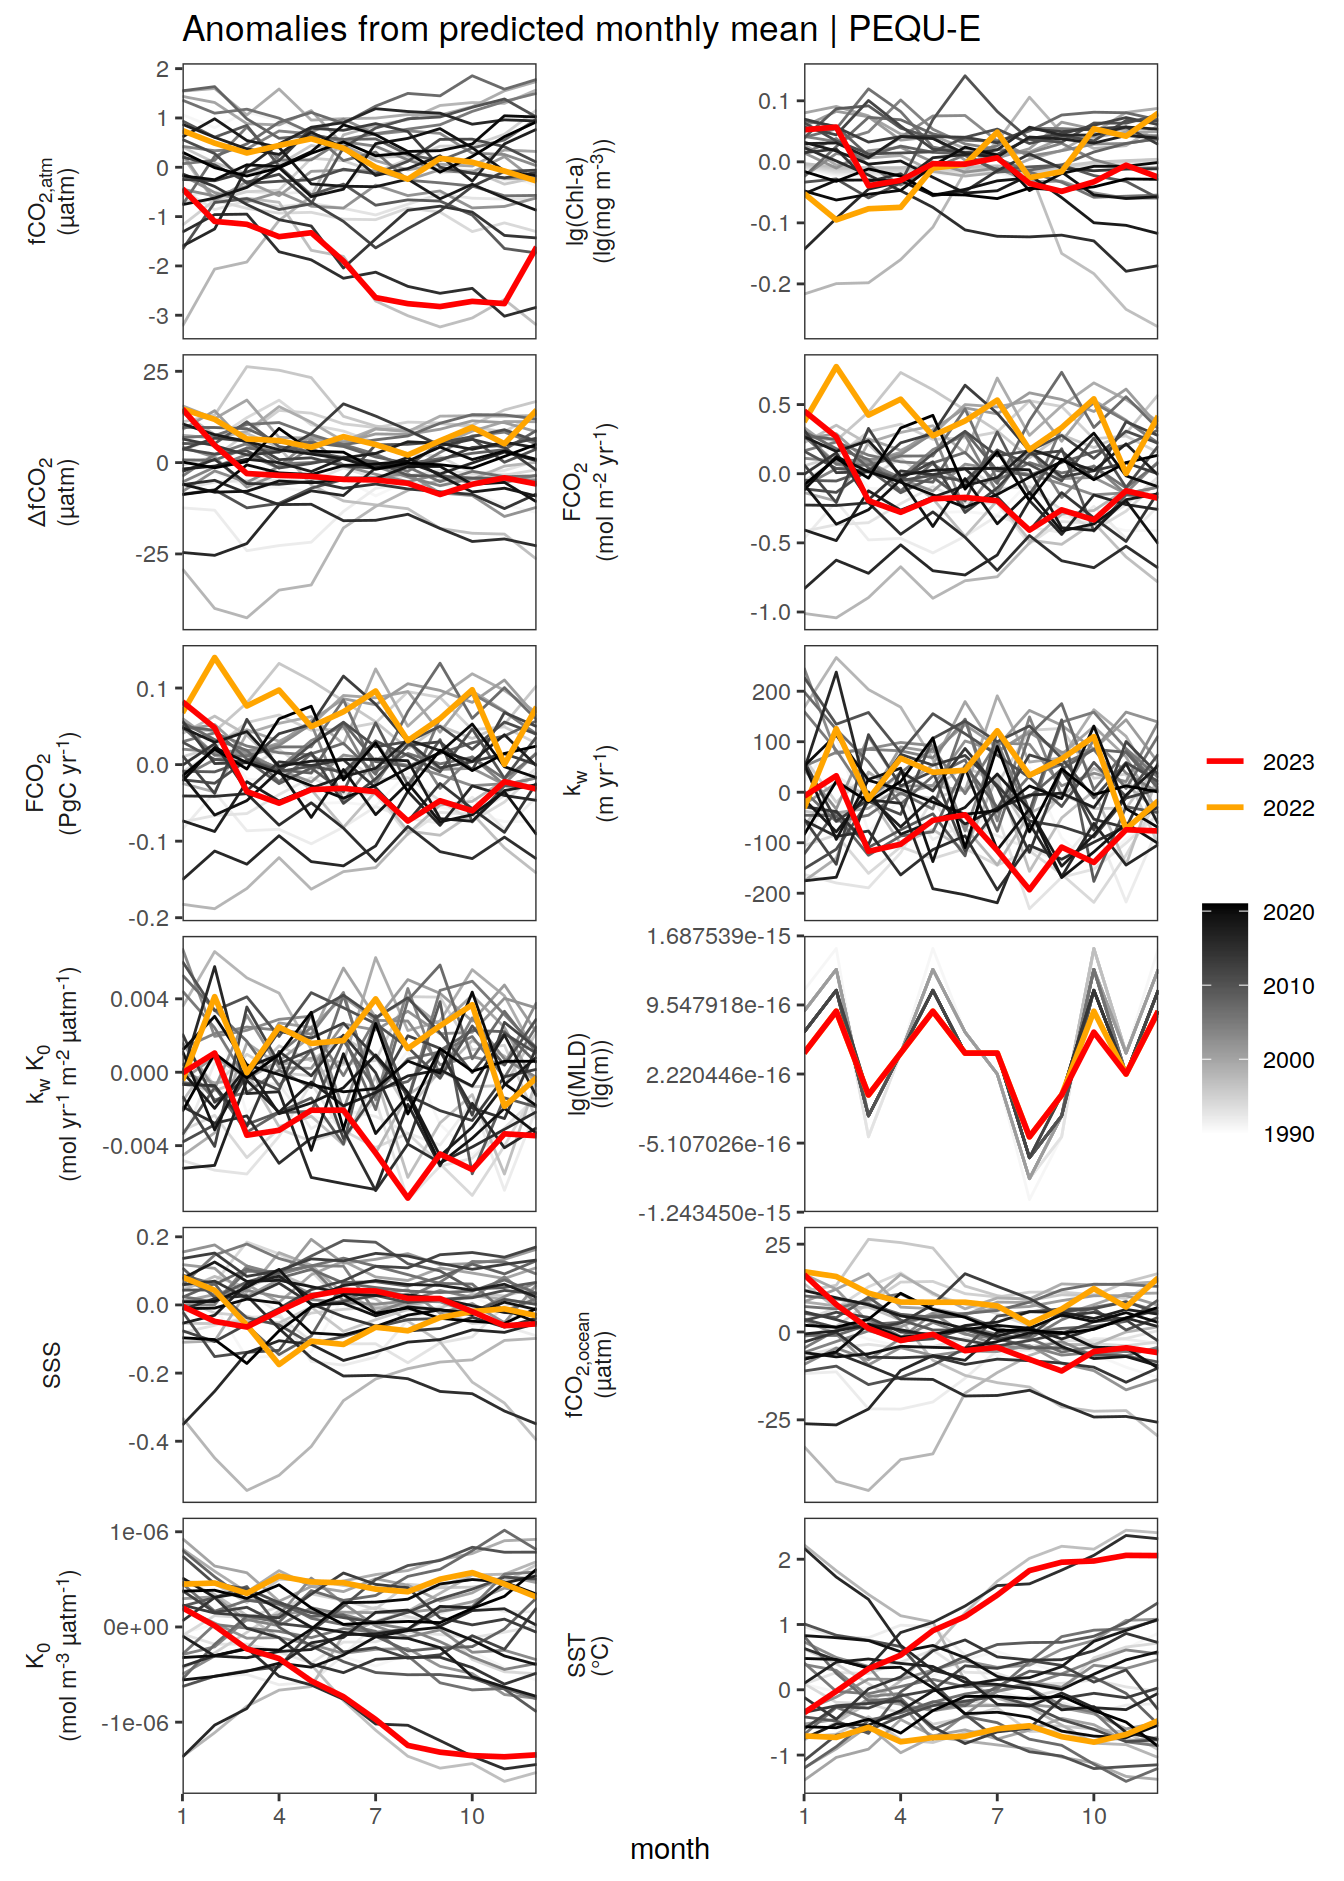 Anomalies from predicted monthly mean | PEQU-E
fCO2,atm
(µatm)
2
1
0
-1
-2
-3
lg(Chl-a)
(lg(mg m-3))
0.1
0.0
-0.1
-0.2
ΔfCO2
(µatm)
25
0
-25
FCO2
(mol m-2 yr-1)
0.5
0.0
-0.5
-1.0
FCO2
(PgC yr-1)
0.1
0.0
-0.1
-0.2
kw
(m yr-1)
200
100
0
-100
-200
kw K0
(mol yr-1 m-2 µatm-1)
0.004
0.000
-0.004
lg(MLD)
(lg(m))
1.687539e-15
9.547918e-16
2.220446e-16
-5.107026e-16
-1.243450e-15
SSS
0.2
0.0
-0.2
-0.4
fCO2,ocean
(µatm)
25
0
-25
K0
(mol m-3 µatm-1)
1e-06
0e+00
-1e-06
SST
(°C)
2
1
0
-1
1 4 7 10
1 4 7 10
month
2023
2022
2020
2010
2000
1990